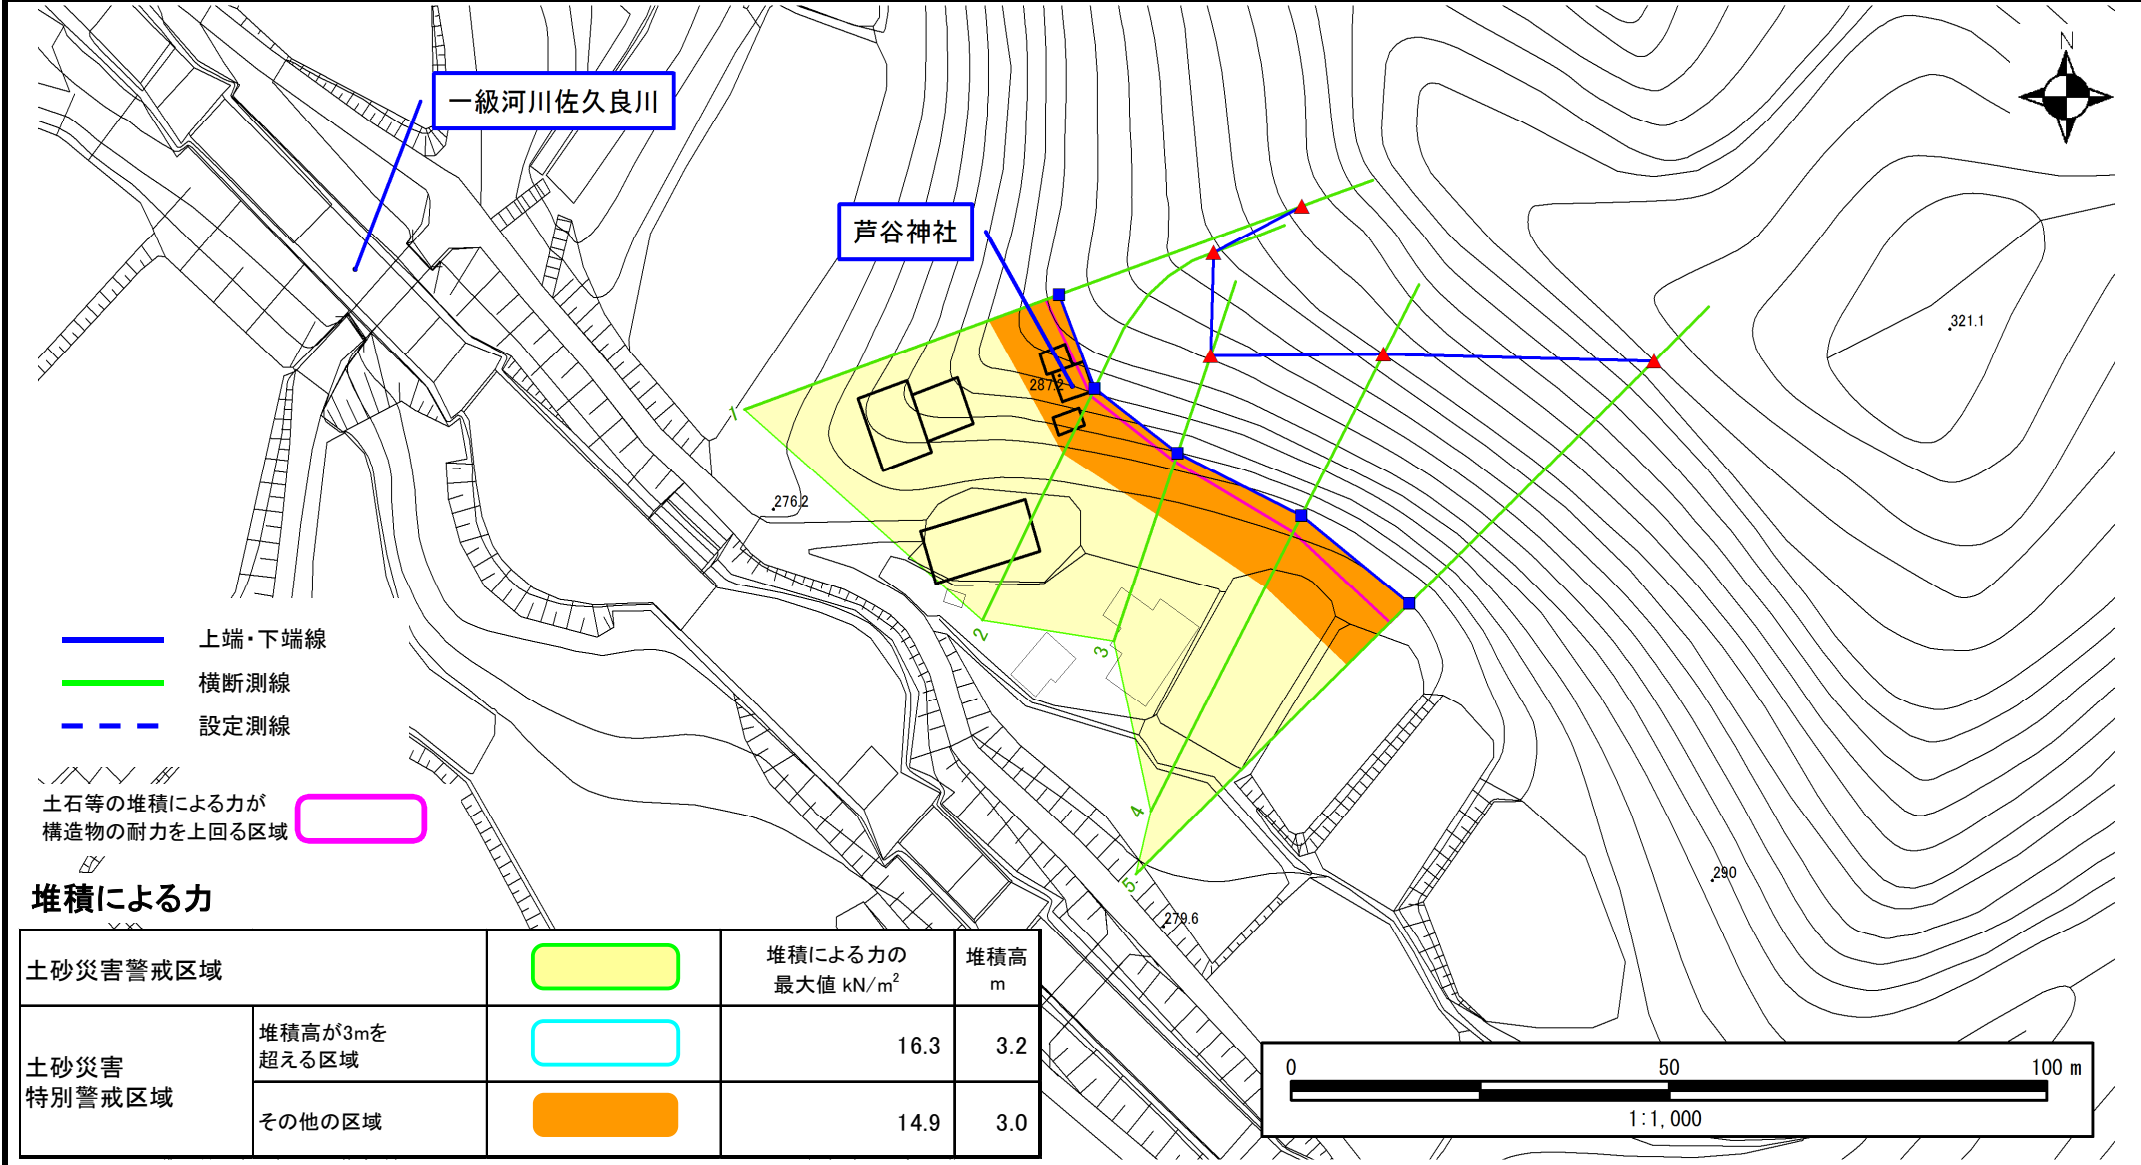 N
一級河川佐久良川
芦谷神社
321.1
287.2
1
276.2
2
3
4
5
290
279.6
上端・下端線
横断測線
設定測線
土石等の堆積による力が
構造物の耐力を上回る区域
堆積による力
土砂災害警戒区域
堆積による力の
最大値 kN/m²
堆積高
m
土砂災害
特別警戒区域
堆積高が3mを
超える区域
16.3
3.2
その他の区域
14.9
3.0
0
50
100 m
1:1,000